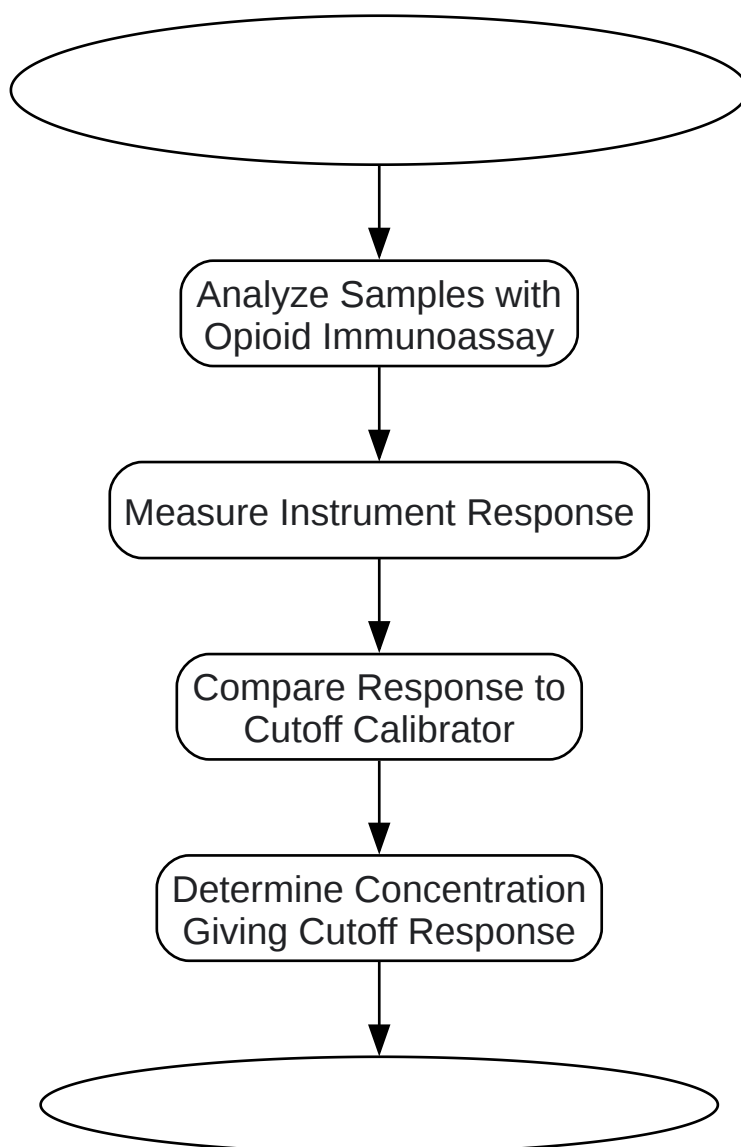 Analyze Samples with
Opioid Immunoassay
Measure Instrument Response
Compare Response to
Cutoff Calibrator
Determine Concentration
Giving Cutoff Response